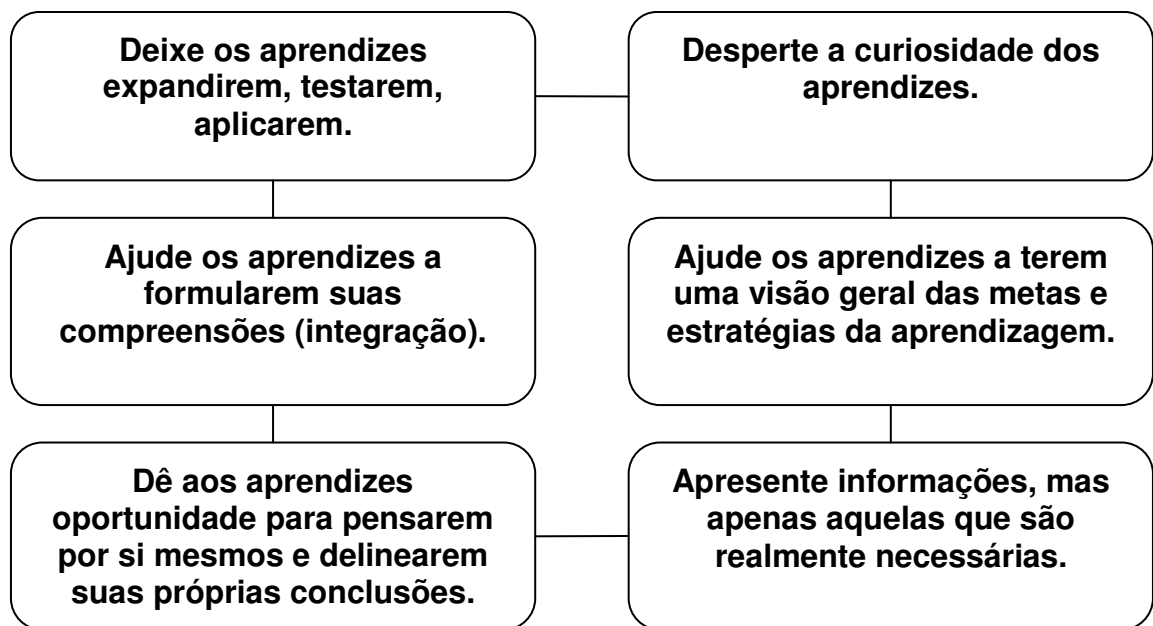 Deixe os aprendizes
expandirem, testarem,
aplicarem.
Desperte a curiosidade dos
aprendizes.
Ajude os aprendizes a
formularem suas
compreensões (integração).
Ajude os aprendizes a terem
uma visão geral das metas e
estratégias da aprendizagem.
Dê aos aprendizes
oportunidade para pensarem
por si mesmos e delinearem
suas próprias conclusões.
Apresente informações, mas
apenas aquelas que são
realmente necessárias.